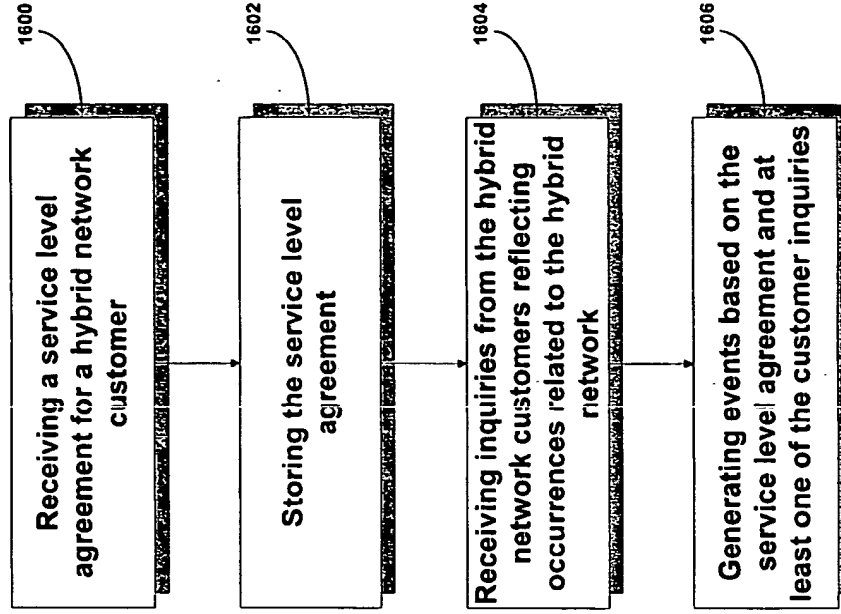 1600
Receiving a service level
agreement for a hybrid network
customer
1602
Storing the service level
agreement
1604
Receiving inquiries from the hybrid
network customers reflecting
occurrences related to the hybrid
network
1606
Generating events based on the
service level agreement and at
least one of the customer inquiries